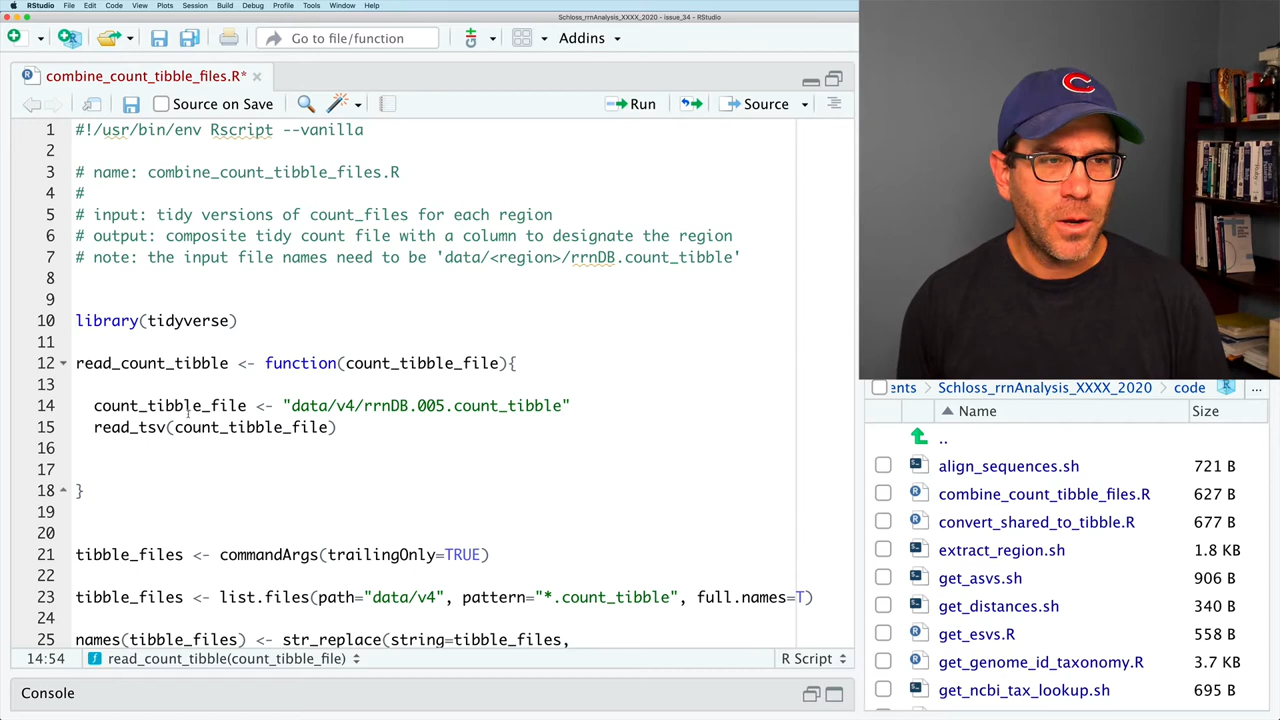 RStudio File Edit Code View Plots Session Build Debug Profile Tools Window Help
Schloss_rrnAnalysis_XXXX_2020 - issue_34 - RStudio
Go to file/function Addins
combine_count_tibble_files.R*
Source on Save Run Source
1 #!/usr/bin/env Rscript --vanilla
2
3 # name: combine_count_tibble_files.R
4 #
5 # input: tidy versions of count_files for each region
6 # output: composite tidy count file with a column to designate the region
7 # note: the input file names need to be 'data/<region>/rrnDB.count_tibble'
8
9
10 library(tidyverse)
11
12 read_count_tibble <- function(count_tibble_file){
13
14 count_tibble_file <- "data/v4/rrnDB.005.count_tibble"
15 read_tsv(count_tibble_file)
16
17
18 }
19
20
21 tibble_files <- commandArgs(trailingOnly=TRUE)
22
23 tibble_files <- list.files(path="data/v4", pattern="*.count_tibble", full.names=T)
24
25 names(tibble_files) <- str_replace(string=tibble_files,
14:54 read_count_tibble(count_tibble_file) R Script
Console
ents Schloss_rrnAnalysis_XXXX_2020 code ...
Name Size
..
align_sequences.sh 721 B
combine_count_tibble_files.R 627 B
convert_shared_to_tibble.R 677 B
extract_region.sh 1.8 KB
get_asvs.sh 906 B
get_distances.sh 340 B
get_esvs.R 558 B
get_genome_id_taxonomy.R 3.7 KB
get_ncbi_tax_lookup.sh 695 B